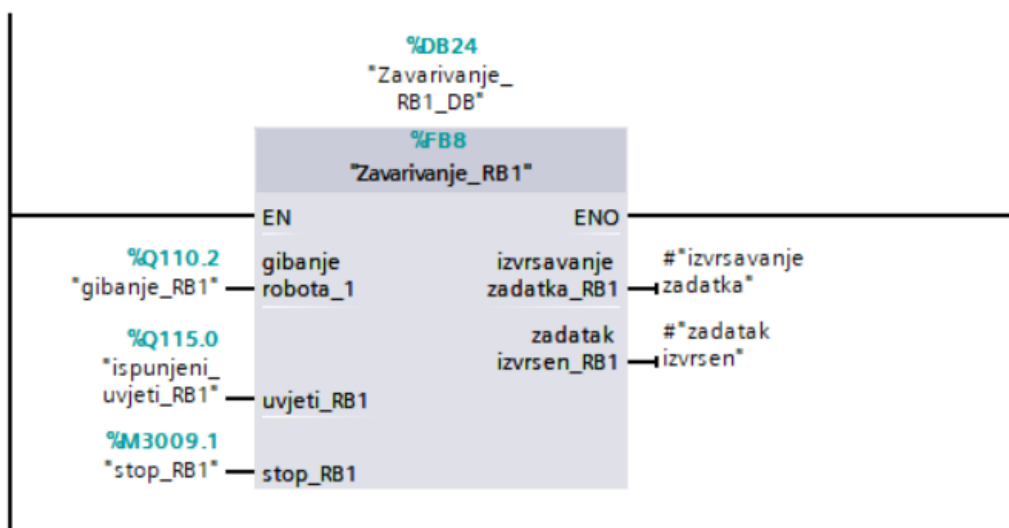 %DB24
"Zavarivanje_
RB1_DB"
%FB8
"Zavarivanje_RB1"
EN
ENO
%Q110.2
"gibanje_RB1"
gibanje
robota_1
izvrsavanje
zadatka_RB1
#"izvrsavanje
zadatka"
%Q115.0
"ispunjeni_
uvjeti_RB1"
uvjeti_RB1
zadatak
izvrsen_RB1
#"zadatak
izvrsen"
%M3009.1
"stop_RB1"
stop_RB1